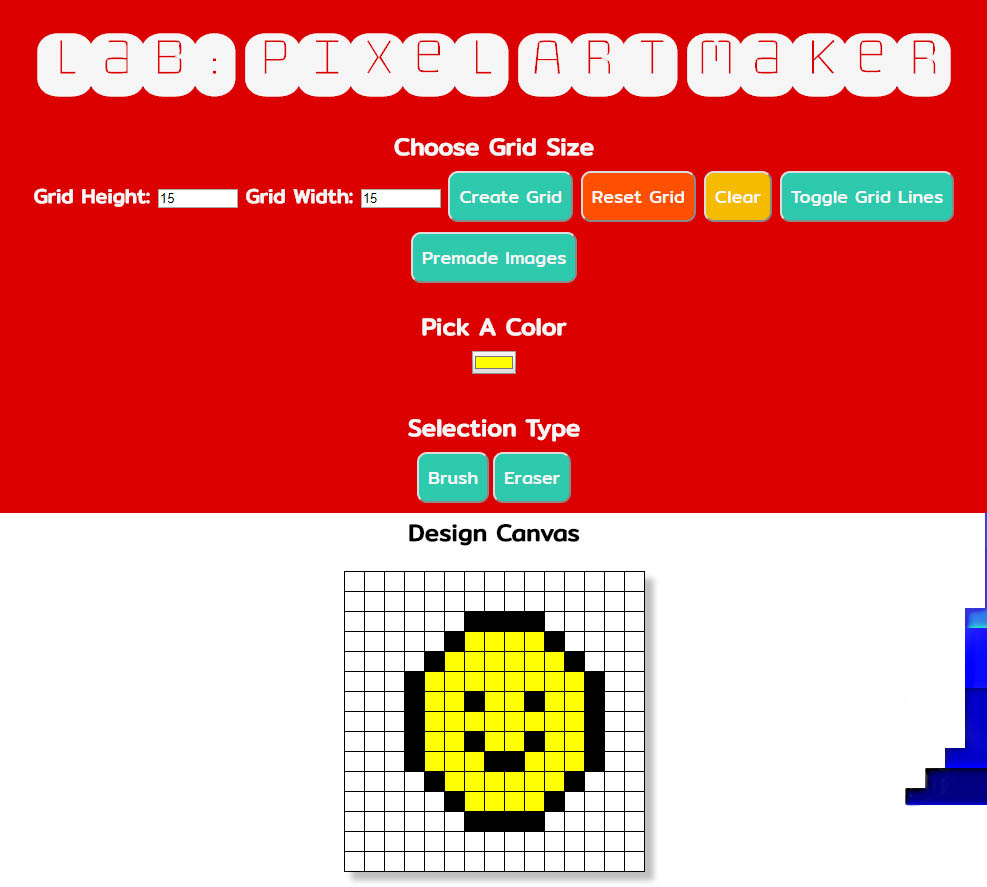 LaB: PIXeL ART MaKeR
Choose Grid Size
Grid Height: 15 Grid Width: 15 Create Grid Reset Grid Clear Toggle Grid Lines
Premade Images
Pick A Color
Selection Type
Brush Eraser
Design Canvas